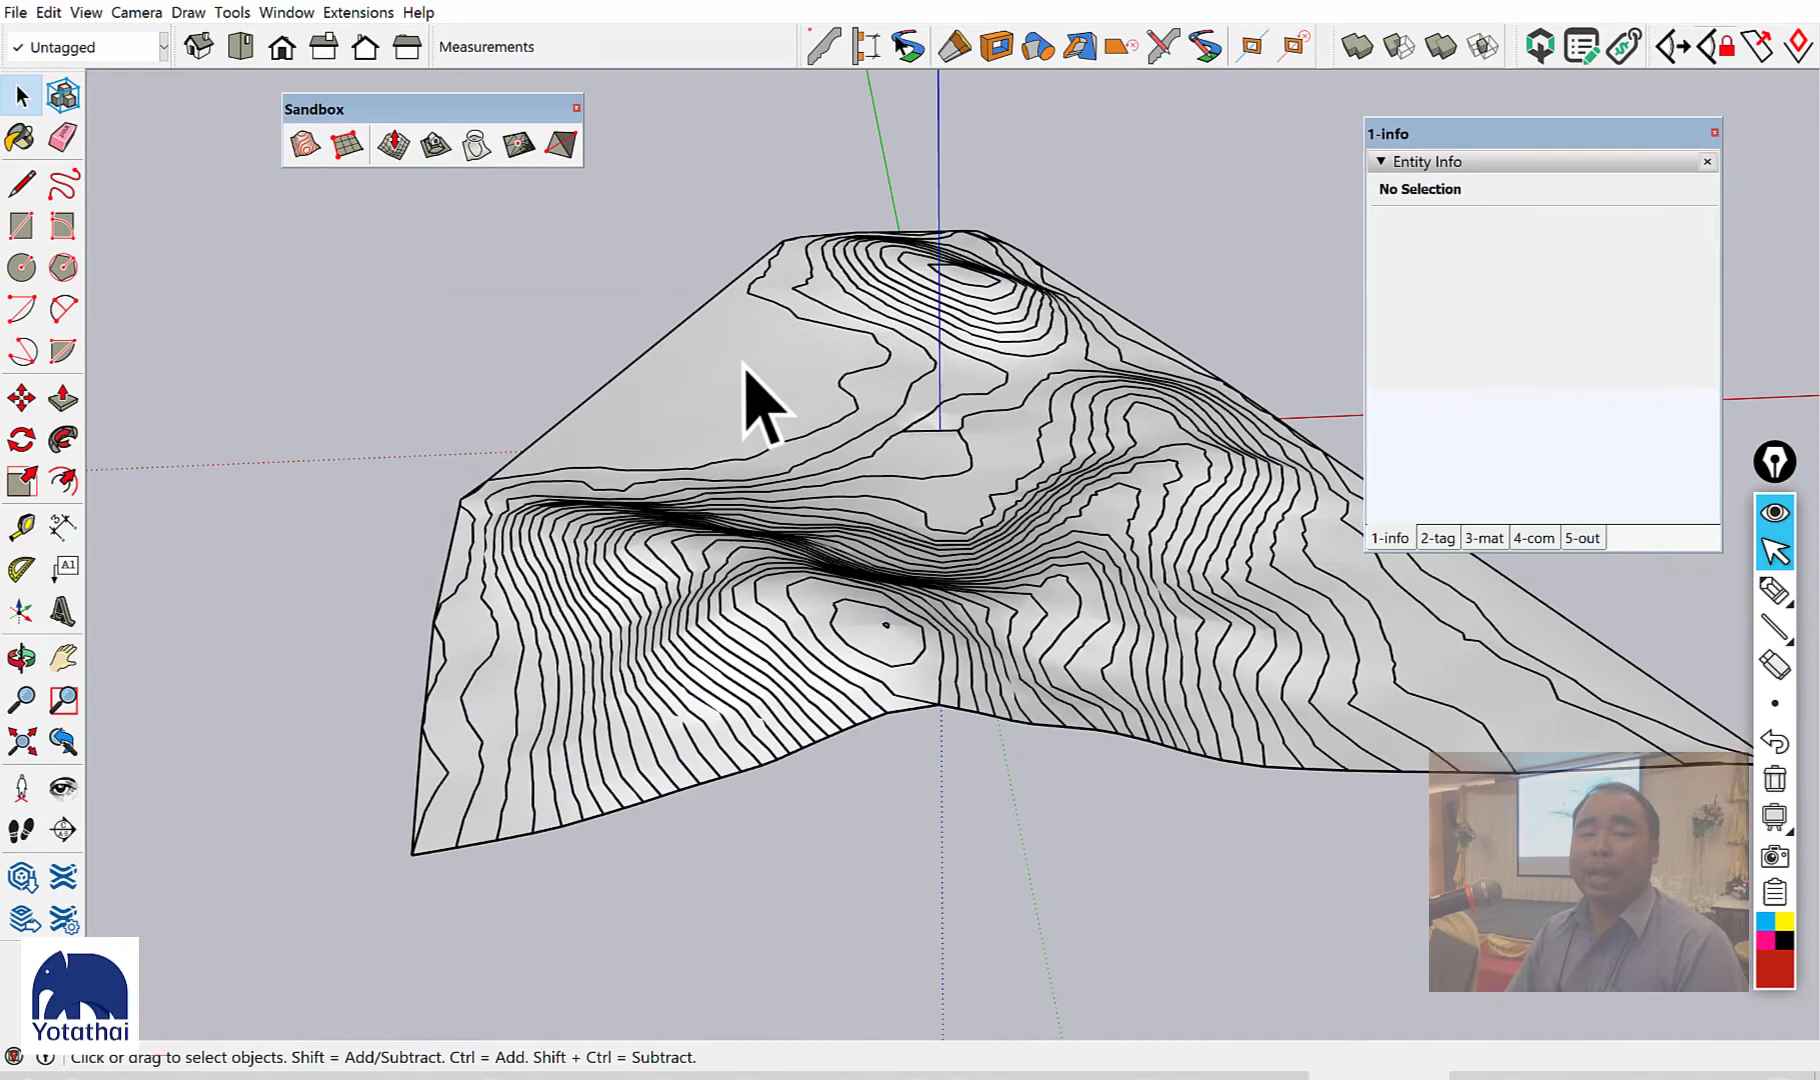 File Edit View Camera Draw Tools Window Extensions Help
✓ Untagged
Measurements
Sandbox
1-info
Entity Info
No Selection
1-info 2-tag 3-mat 4-com 5-out
A1
Yotathai
Click or drag to select objects. Shift = Add/Subtract. Ctrl = Add. Shift + Ctrl = Subtract.